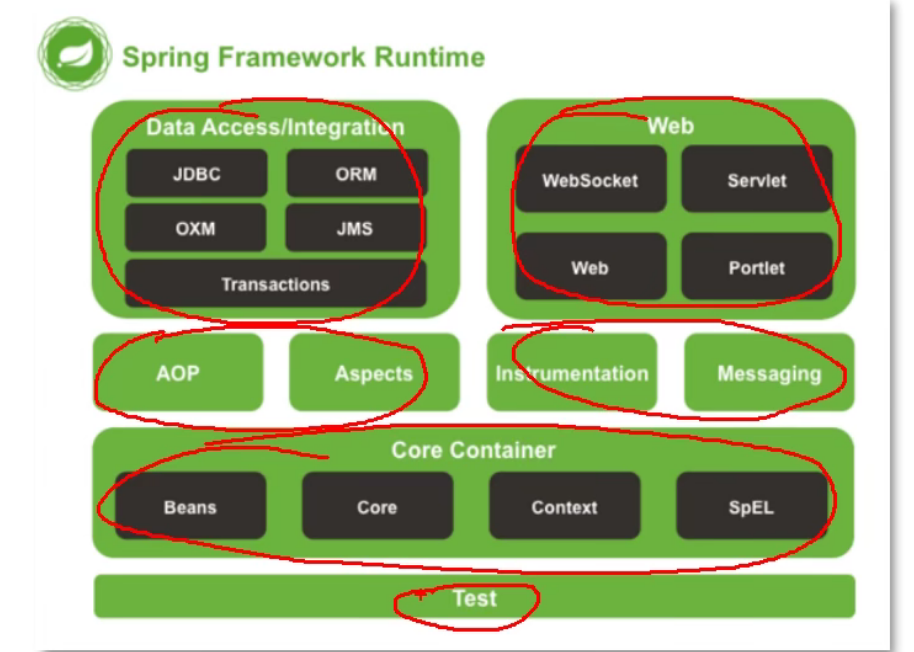 Spring Framework Runtime
Data Access/Integration
JDBC ORM
OXM JMS
Transactions
Web
WebSocket Servlet
Web Portlet
AOP Aspects Instrumentation Messaging
Core Container
Beans Core Context SpEL
Test